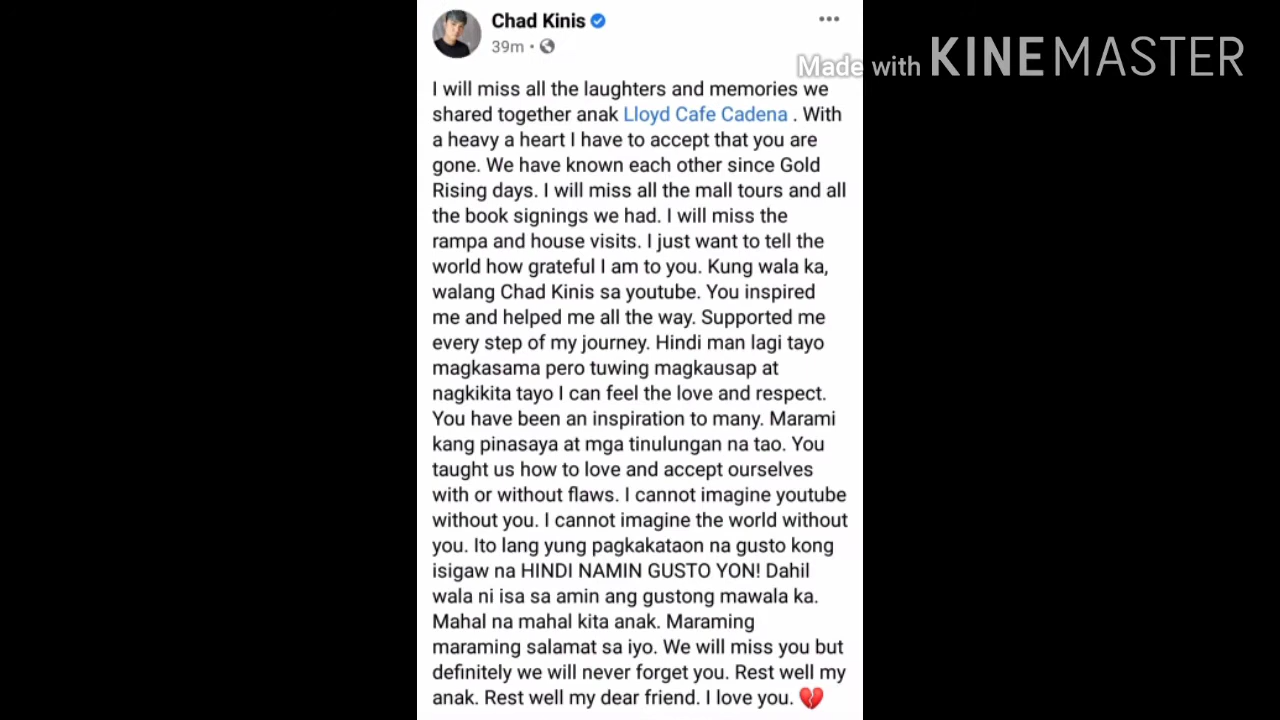 Chad Kinis
39m
Made with KINEMASTER
I will miss all the laughters and memories we
shared together anak Lloyd Cafe Cadena . With
a heavy a heart I have to accept that you are
gone. We have known each other since Gold
Rising days. I will miss all the mall tours and all
the book signings we had. I will miss the
rampa and house visits. I just want to tell the
world how grateful I am to you. Kung wala ka,
walang Chad Kinis sa youtube. You inspired
me and helped me all the way. Supported me
every step of my journey. Hindi man lagi tayo
magkasama pero tuwing magkausap at
nagkikita tayo I can feel the love and respect.
You have been an inspiration to many. Marami
kang pinasaya at mga tinulungan na tao. You
taught us how to love and accept ourselves
with or without flaws. I cannot imagine youtube
without you. I cannot imagine the world without
you. Ito lang yung pagkakataon na gusto kong
isigaw na HINDI NAMIN GUSTO YON! Dahil
wala ni isa sa amin ang gustong mawala ka.
Mahal na mahal kita anak. Maraming
maraming salamat sa iyo. We will miss you but
definitely we will never forget you. Rest well my
anak. Rest well my dear friend. I love you. 💔